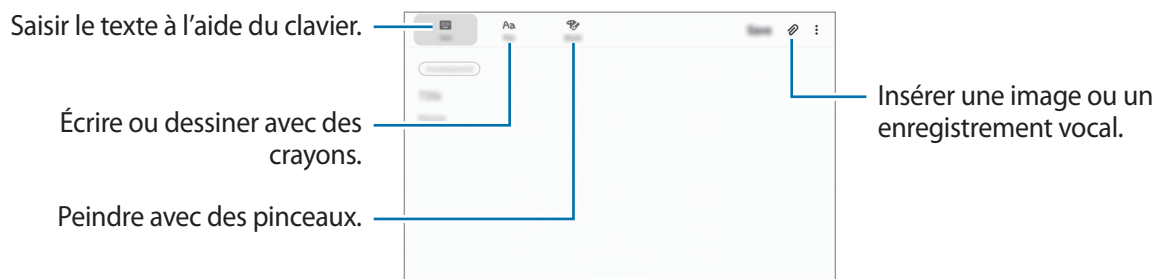 Saisir le texte à l'aide du clavier.
Aa
Écrire ou dessiner avec des
crayons.
Peindre avec des pinceaux.
Insérer une image ou un
enregistrement vocal.